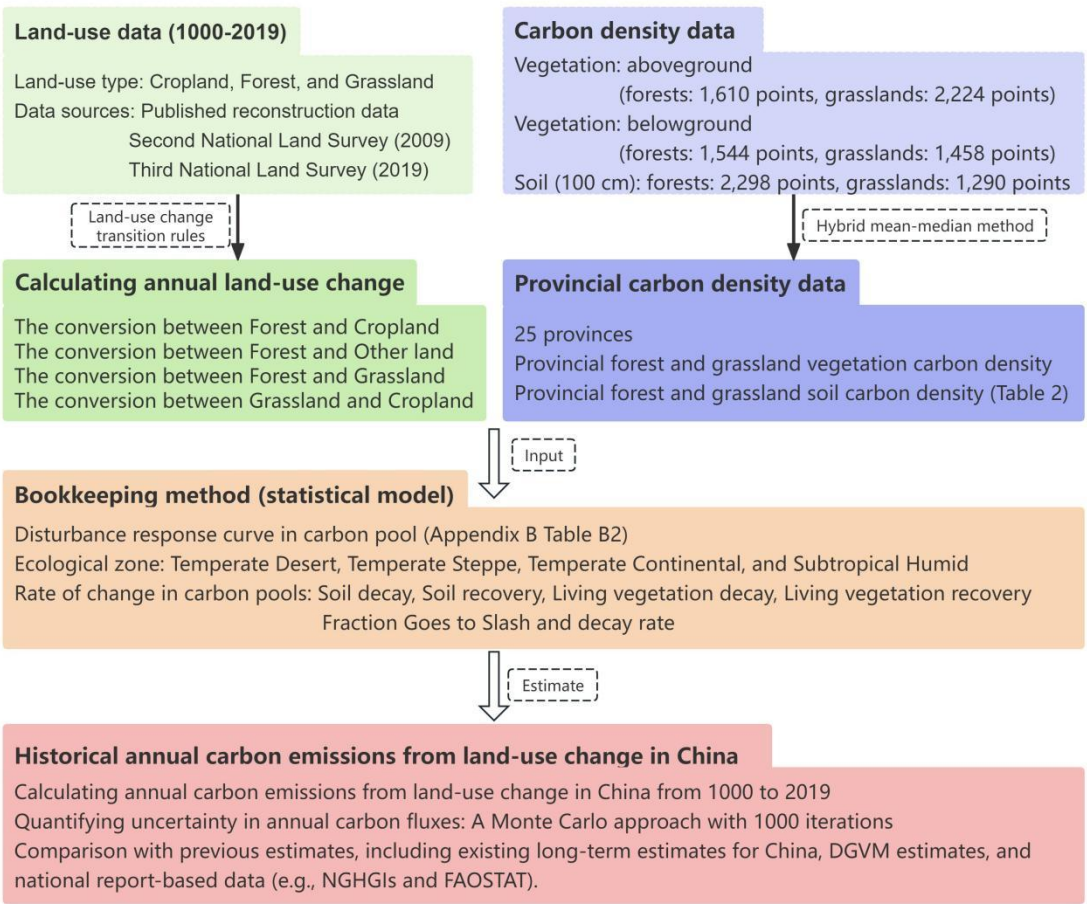 Land-use data (1000-2019)
Land-use type: Cropland, Forest, and Grassland
Data sources: Published reconstruction data
Second National Land Survey (2009)
Third National Land Survey (2019)
Carbon density data
Vegetation: aboveground
(forests: 1,610 points, grasslands: 2,224 points)
Vegetation: belowground
(forests: 1,544 points, grasslands: 1,458 points)
Soil (100 cm): forests: 2,298 points, grasslands: 1,290 points
Land-use change
transition rules
Hybrid mean-median method
Calculating annual land-use change
The conversion between Forest and Cropland
The conversion between Forest and Other land
The conversion between Forest and Grassland
The conversion between Grassland and Cropland
Provincial carbon density data
25 provinces
Provincial forest and grassland vegetation carbon density
Provincial forest and grassland soil carbon density (Table 2)
Input
Bookkeeping method (statistical model)
Disturbance response curve in carbon pool (Appendix B Table B2)
Ecological zone: Temperate Desert, Temperate Steppe, Temperate Continental, and Subtropical Humid
Rate of change in carbon pools: Soil decay, Soil recovery, Living vegetation decay, Living vegetation recovery
Fraction Goes to Slash and decay rate
Estimate
Historical annual carbon emissions from land-use change in China
Calculating annual carbon emissions from land-use change in China from 1000 to 2019
Quantifying uncertainty in annual carbon fluxes: A Monte Carlo approach with 1000 iterations
Comparison with previous estimates, including existing long-term estimates for China, DGVM estimates, and
national report-based data (e.g., NGHGIs and FAOSTAT).